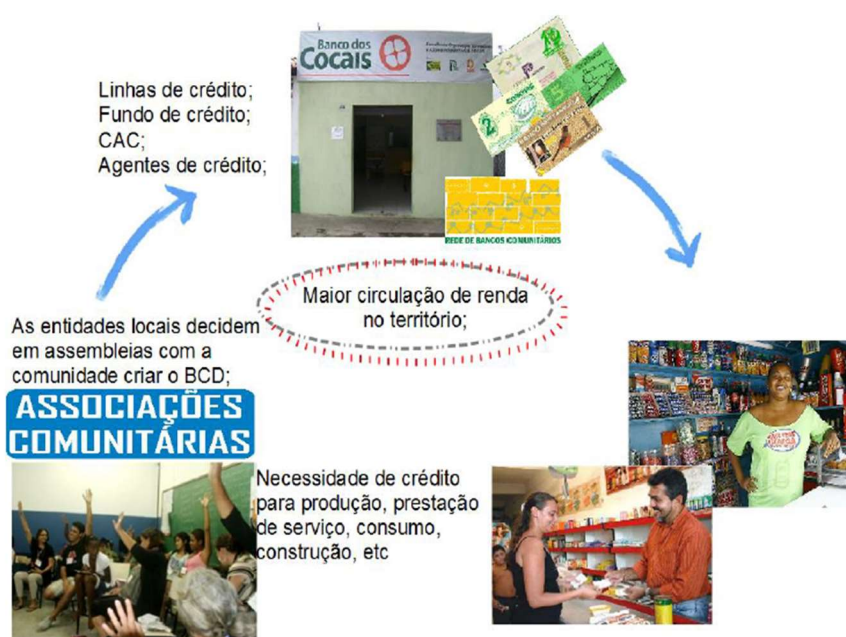 Banco dos
Cocais
Linhas de crédito;
Fundo de crédito;
CAC;
Agentes de crédito;
REDE DE BANCOS COMUNITÁRIOS
Maior circulação de renda
no território;
As entidades locais decidem
em assembleias com a
comunidade criar o BCD;
ASSOCIAÇÕES
COMUNITÁRIAS
Necessidade de crédito
para produção, prestação
de serviço, consumo,
construção, etc